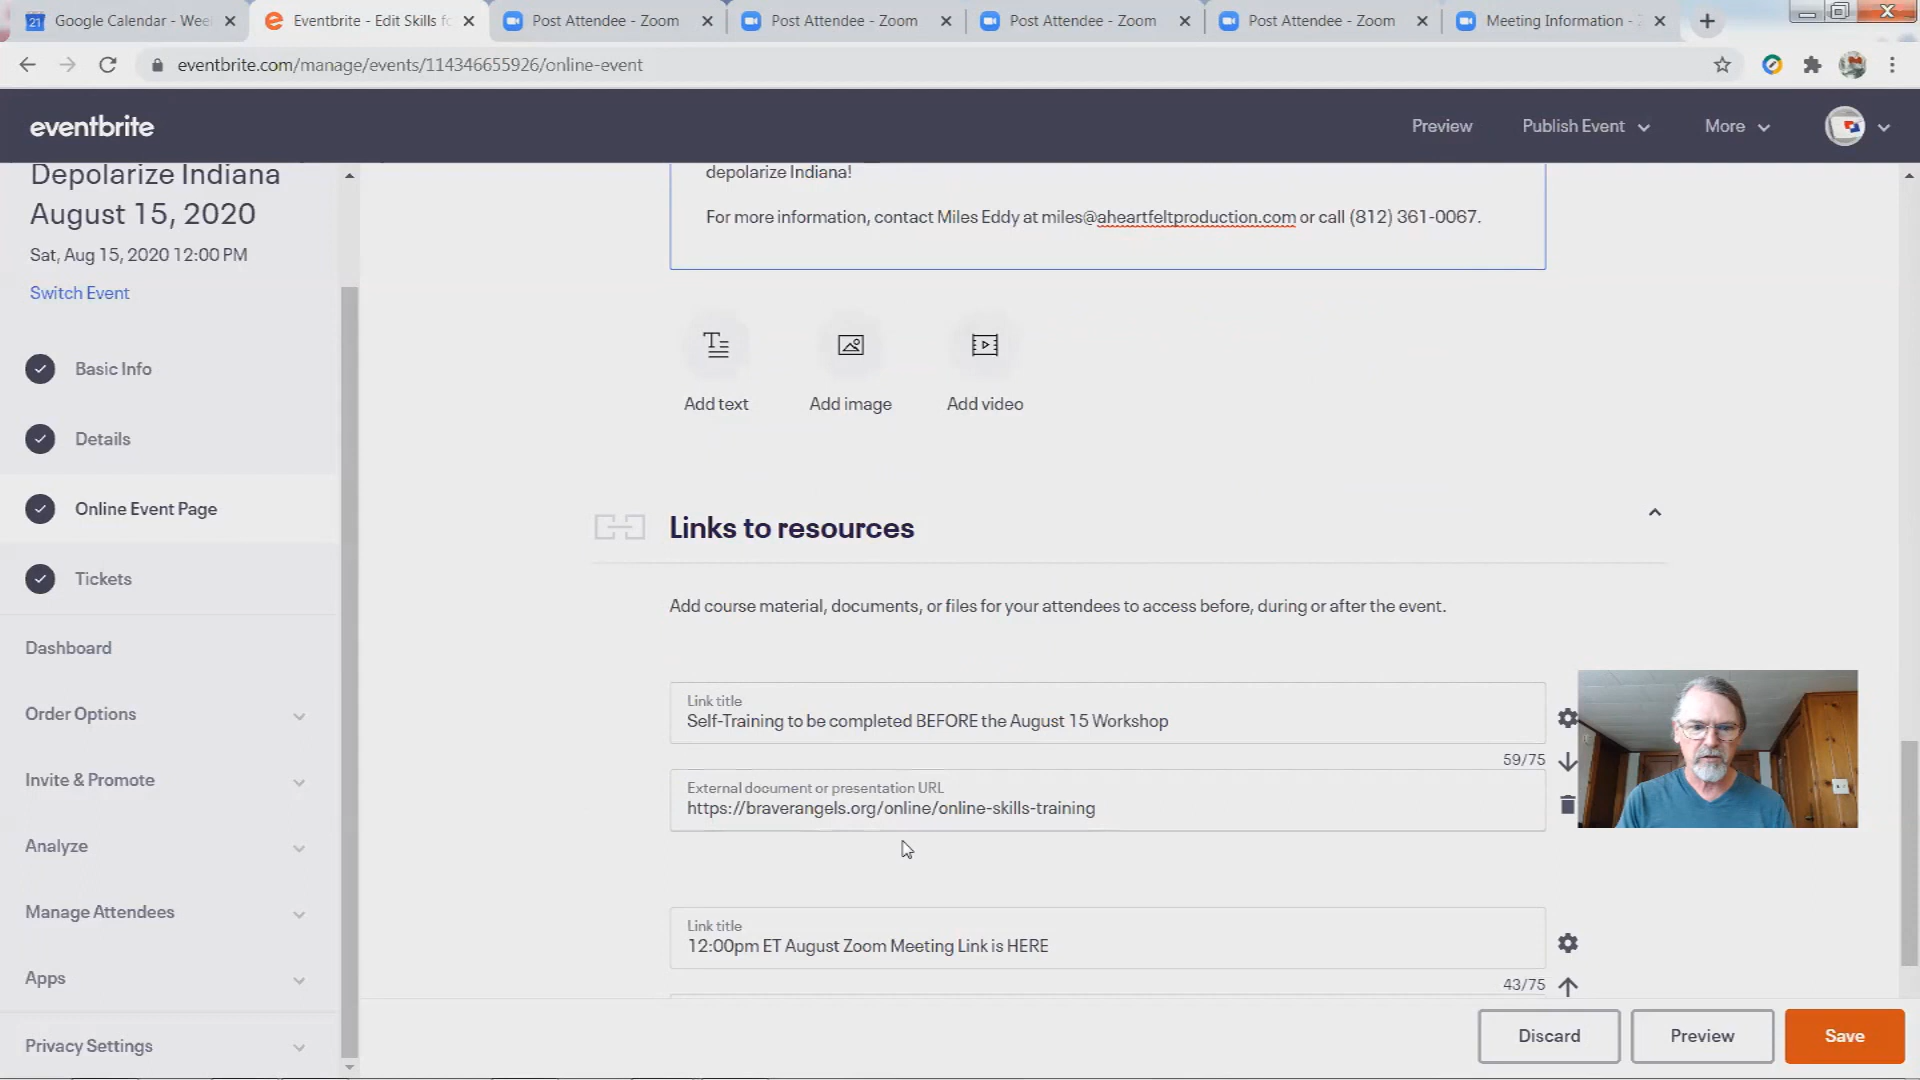 Google Calendar - Wee
Eventbrite - Edit Skills fo
Post Attendee - Zoom
Post Attendee - Zoom
Post Attendee - Zoom
Post Attendee - Zoom
Meeting Information -
eventbrite.com/manage/events/114346655926/online-event
eventbrite
Preview
Publish Event
More
Depolarize Indiana
August 15, 2020
Sat, Aug 15, 2020 12:00 PM
Switch Event
Basic Info
Details
Online Event Page
Tickets
Dashboard
Order Options
Invite & Promote
Analyze
Manage Attendees
Apps
Privacy Settings
depolarize Indiana!
For more information, contact Miles Eddy at miles@aheartfeltproduction.com or call (812) 361-0067.
Add text
Add image
Add video
Links to resources
Add course material, documents, or files for your attendees to access before, during or after the event.
Link title
Self-Training to be completed BEFORE the August 15 Workshop
59/75
External document or presentation URL
https://braverangels.org/online/online-skills-training
Link title
12:00pm ET August Zoom Meeting Link is HERE
43/75
Discard
Preview
Save